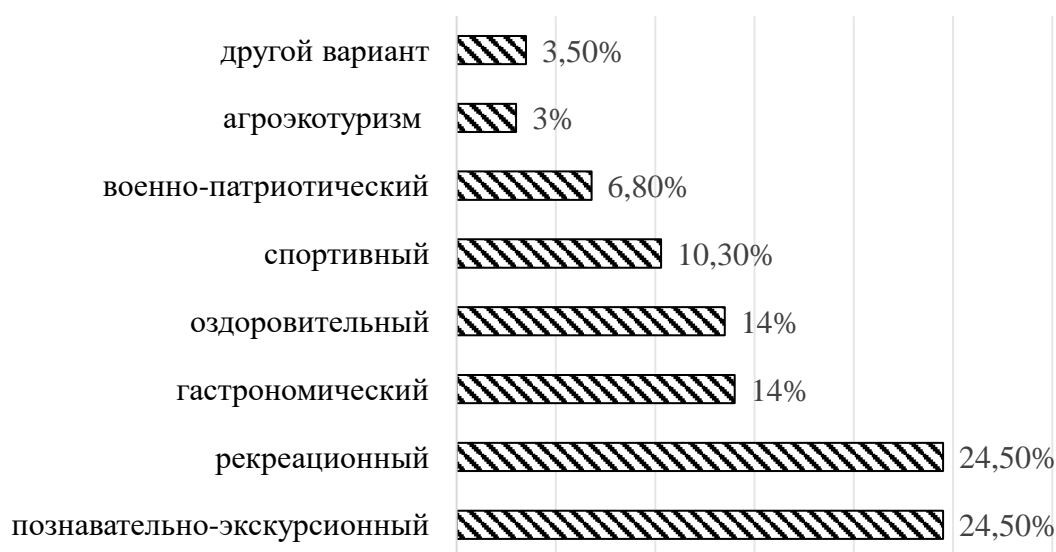 другой вариант 3,50%
агроэкотуризм 3%
военно-патриотический 6,80%
спортивный 10,30%
оздоровительный 14%
гастрономический 14%
рекреационный 24,50%
познавательно-экскурсионный 24,50%